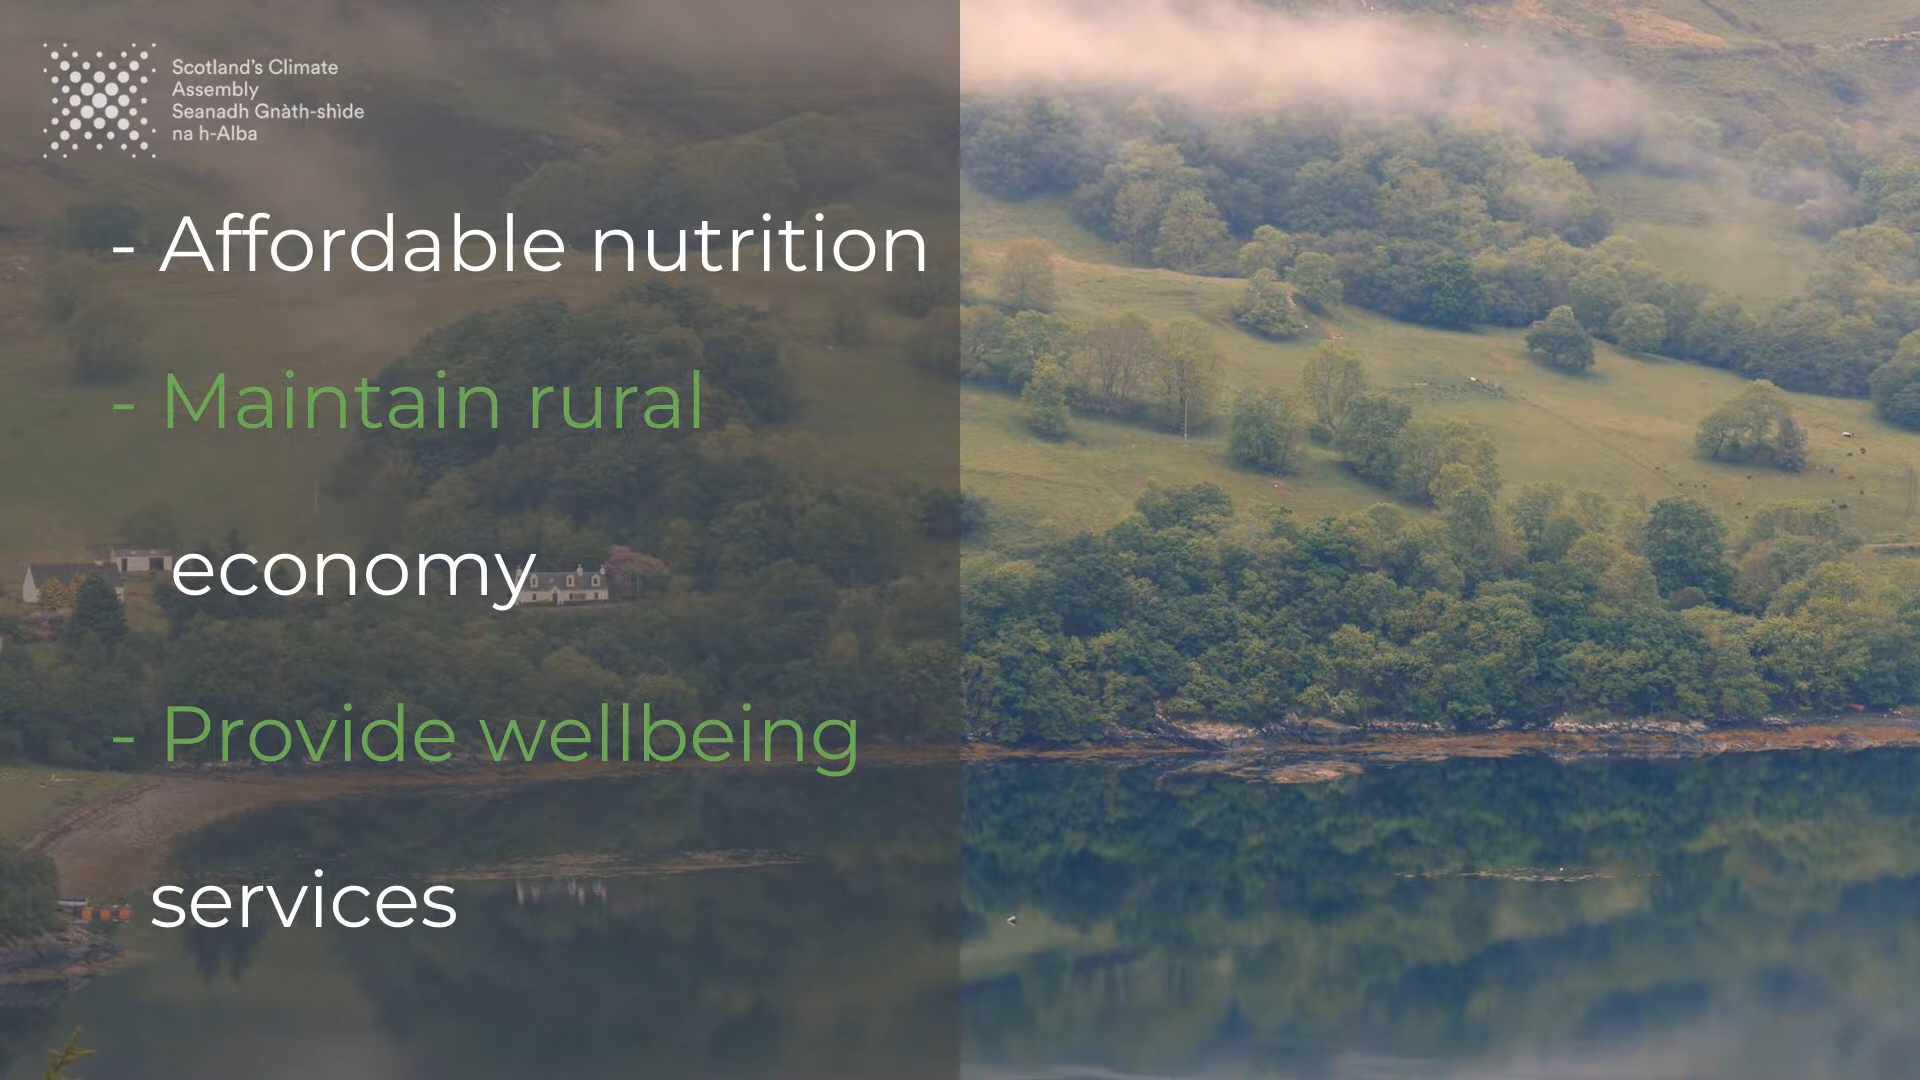 Scotland's Climate
Assembly
Seanadh Gnàth-shìde
na h-Alba
- Affordable nutrition
- Maintain rural
economy
- Provide wellbeing
services